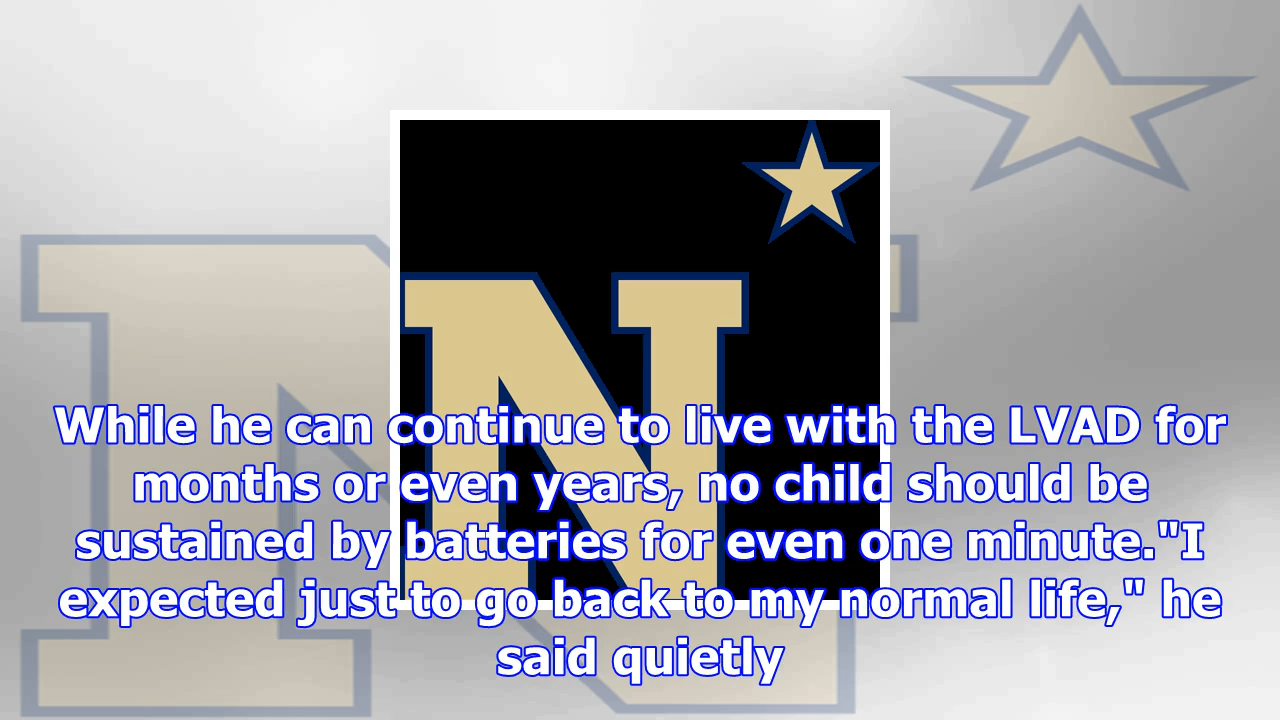 N
While he can continue to live with the LVAD for
months or even years, no child should be
sustained by batteries for even one minute."I
expected just to go back to my normal life," he
said quietly